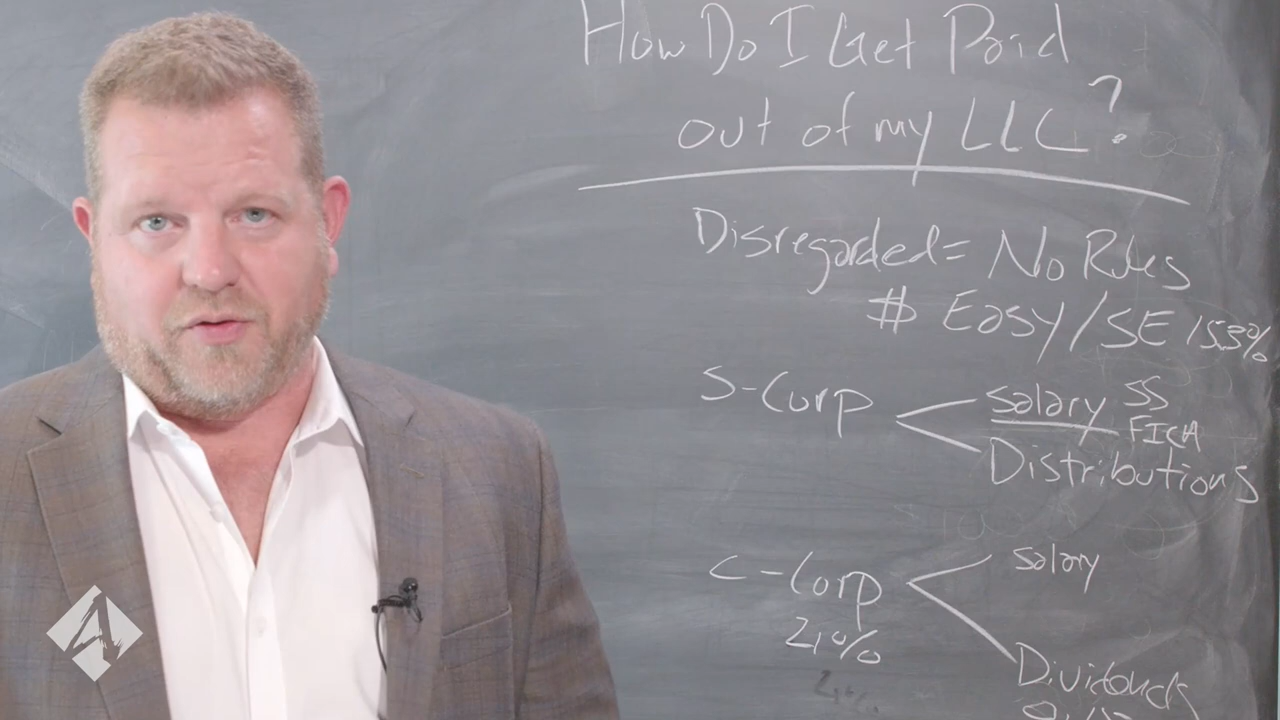 How Do I Get Paid
out of my LLC?
Disregarded = No Rules
$ Easy/SE 15.3%
S-Corp
Salary SS
FICA
Distributions
C-Corp
21%
Salary
Dividends